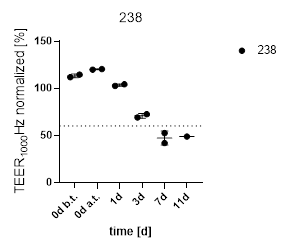 238
238
TEER1000Hz normalized [%]
150
100
50
0
0d b.t.
0d a.t.
1d
3d
7d
11d
time [d]